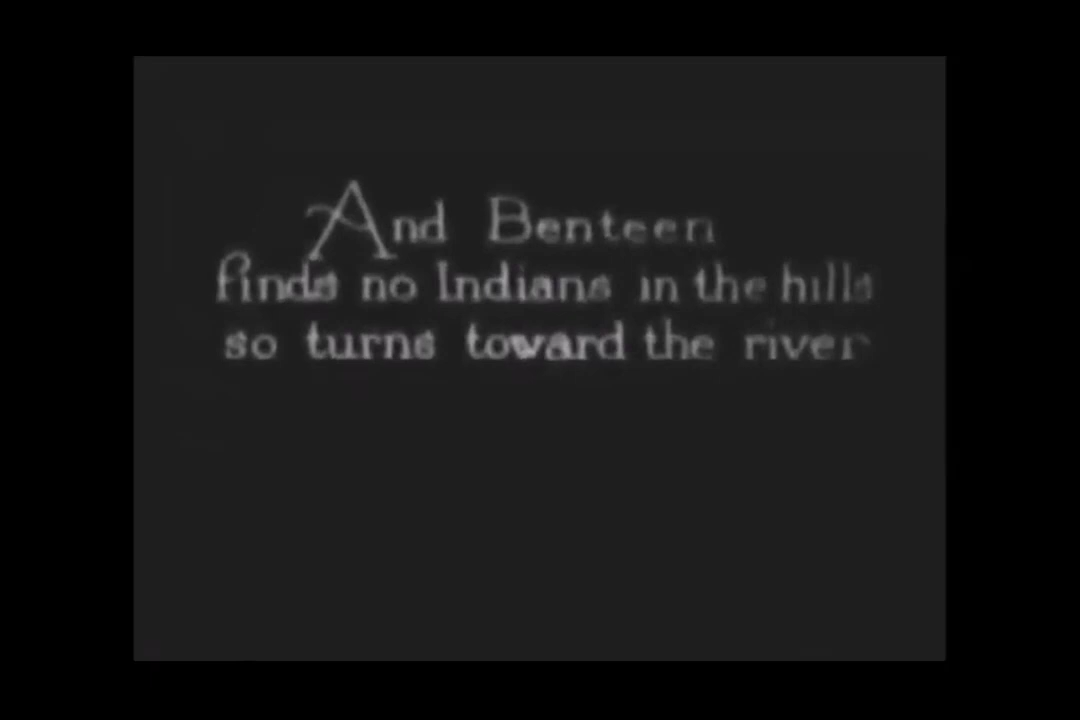 And Benteen
finds no Indians in the hills
so turns toward the river